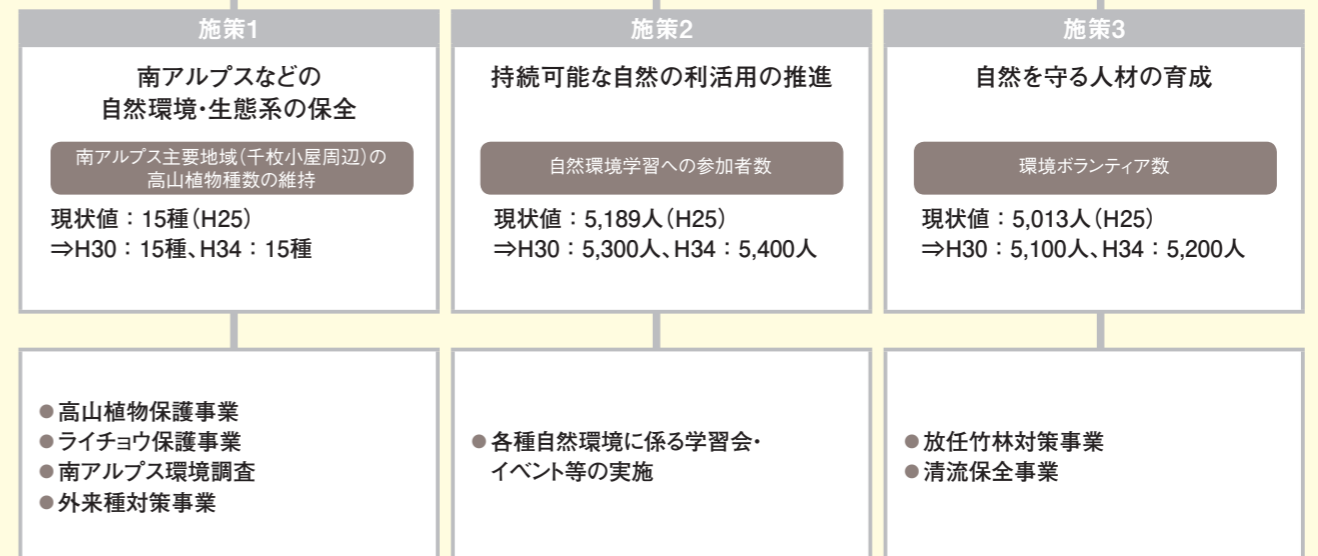 施策1
南アルプスなどの
自然環境・生態系の保全
南アルプス主要地域(千枚小屋周辺)の
高山植物種数の維持
現状値:15種(H25)
⇒H30:15種、H34:15種
●高山植物保護事業
●ライチョウ保護事業
●南アルプス環境調査
●外来種対策事業
施策2
持続可能な自然の利活用の推進
自然環境学習への参加者数
現状値:5,189人(H25)
⇒H30:5,300人、H34:5,400人
●各種自然環境に係る学習会・
イベント等の実施
施策3
自然を守る人材の育成
環境ボランティア数
現状値:5,013人(H25)
⇒H30:5,100人、H34:5,200人
●放任竹林対策事業
●清流保全事業